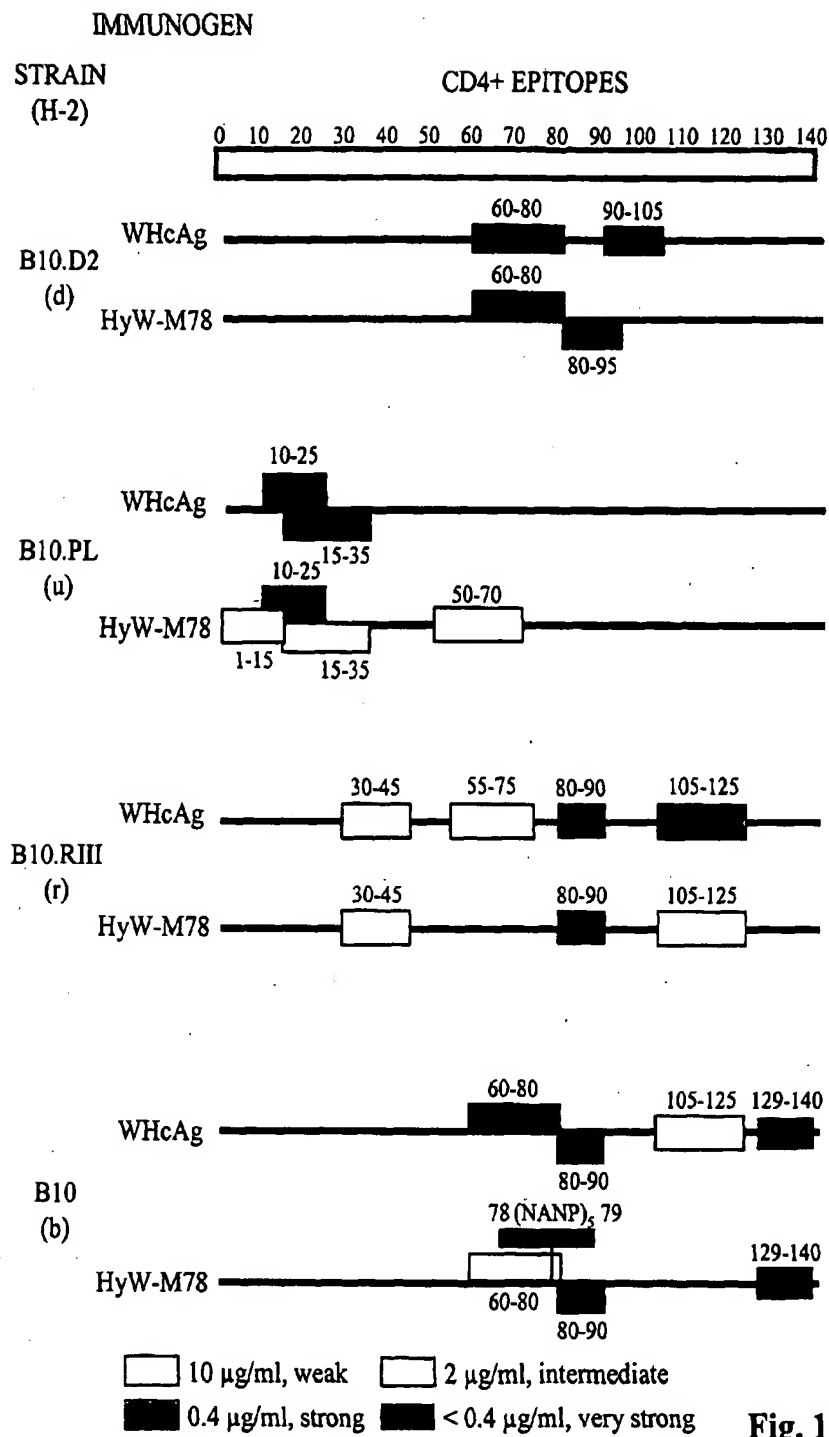 IMMUNOGEN
STRAIN
(H-2)
CD4+ EPITOPES
0 10 20 30 40 50 60 70 80 90 100 110 120 130 140
B10.D2
(d)
WHcAg
60-80 90-105
HyW-M78
60-80
80-95
B10.PL
(u)
WHcAg
10-25
15-35
HyW-M78
10-25 50-70
1-15 15-35
B10.RIII
(r)
WHcAg
30-45 55-75 80-90 105-125
HyW-M78
30-45 80-90 105-125
B10
(b)
WHcAg
60-80 105-125 129-140
80-90
HyW-M78
78 (NANP)5 79
129-140
60-80
80-90
10 µg/ml, weak 2 µg/ml, intermediate
0.4 µg/ml, strong < 0.4 µg/ml, very strong
Fig. 1